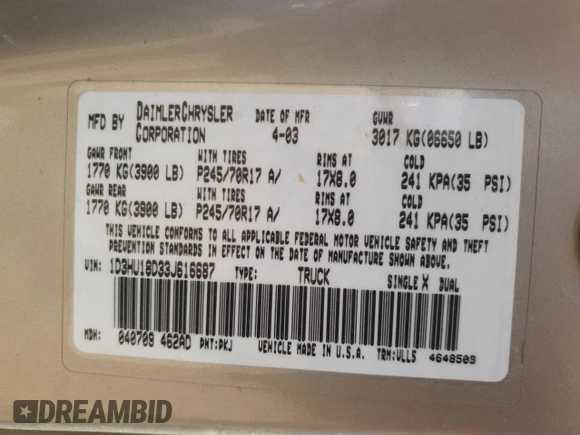 MFD BY DAIMLERCHRYSLER CORPORATION DATE OF MFR 4-03 GVWR 3017 KG(06650 LB)
GAWR FRONT WITH TIRES RIMS AT COLD
1770 KG(3900 LB) P245/70R17 A/ 17X8.0 241 KPA(35 PSI)
GAWR REAR WITH TIRES RIMS AT COLD
1770 KG(3900 LB) P245/70R17 A/ 17X8.0 241 KPA(35 PSI)
THIS VEHICLE CONFORMS TO ALL APPLICABLE FEDERAL MOTOR VEHICLE SAFETY AND THEFT
PREVENTION STANDARDS IN EFFECT ON THE DATE OF MANUFACTURE SHOWN ABOVE.
VIN: 1D3HU18D33J616687 TYPE: TRUCK SINGLE X DUAL
MDH: 040709 462AD PNT:PKJ VEHICLE MADE IN U.S.A. TRM:VLL5 4648509
DREAMBID